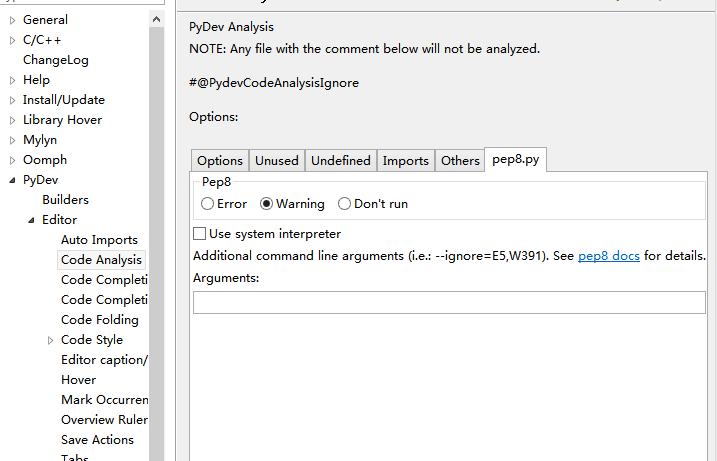 General
C/C++
ChangeLog
Help
Install/Update
Library Hover
Mylyn
Oomph
PyDev
Builders
Editor
Auto Imports
Code Analysis
Code Completi
Code Completi
Code Folding
Code Style
Editor caption/
Hover
Mark Occurren
Overview Ruler
Save Actions
Tabs
PyDev Analysis
NOTE: Any file with the comment below will not be analyzed.
#@PydevCodeAnalysisIgnore
Options:
Options Unused Undefined Imports Others pep8.py
Pep8
Error Warning Don't run
Use system interpreter
Additional command line arguments (i.e.: --ignore=E5,W391). See pep8 docs for details.
Arguments: